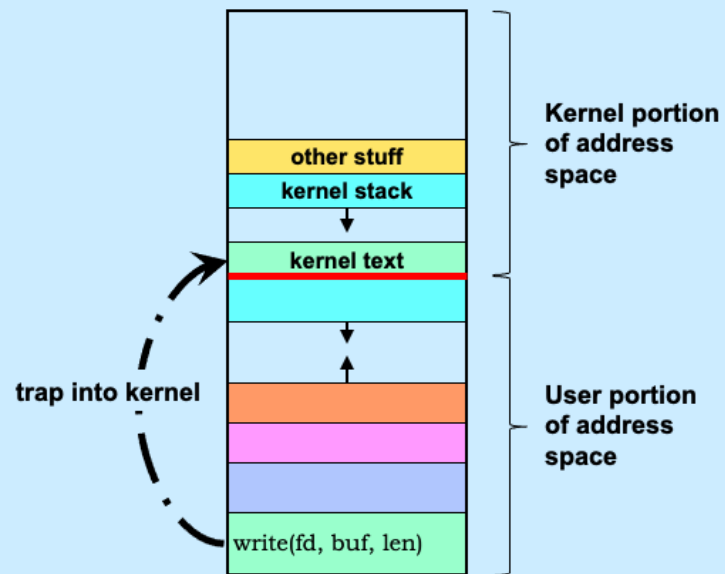 other stuff
kernel stack
kernel text
Kernel portion
of address
space
trap into kernel
User portion
of address
space
write(fd, buf, len)